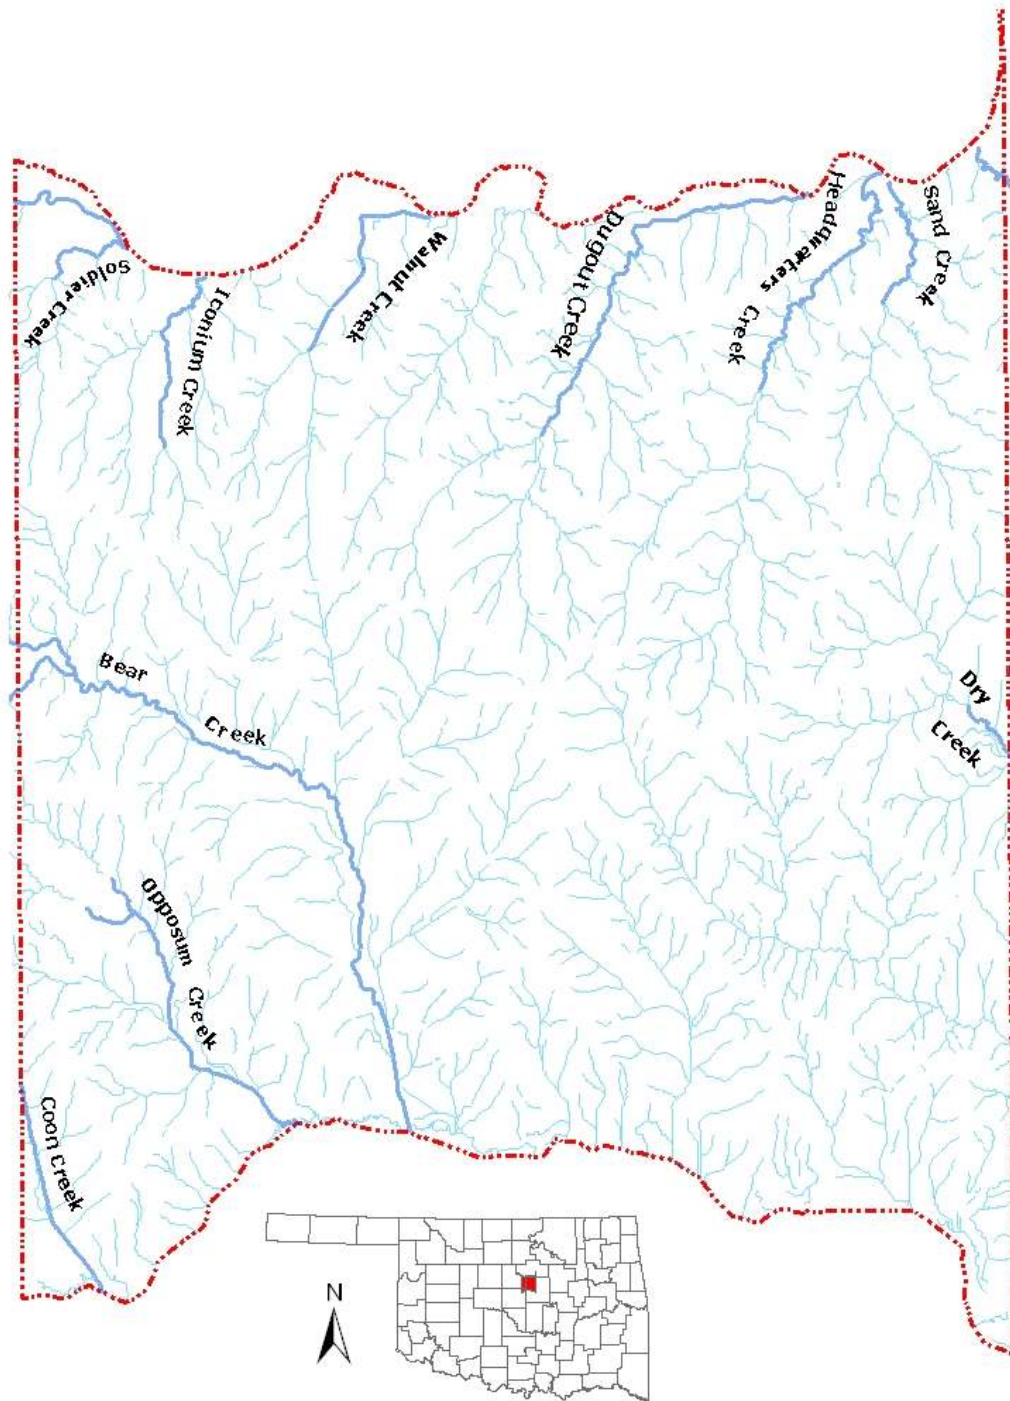 Sand Creek
Headquarters Creek
Dugout Creek
Walnut Creek
Soldier Creek
Iconium Creek
Bear Creek
Dry Creek
Opposum Creek
Coon Creek
N